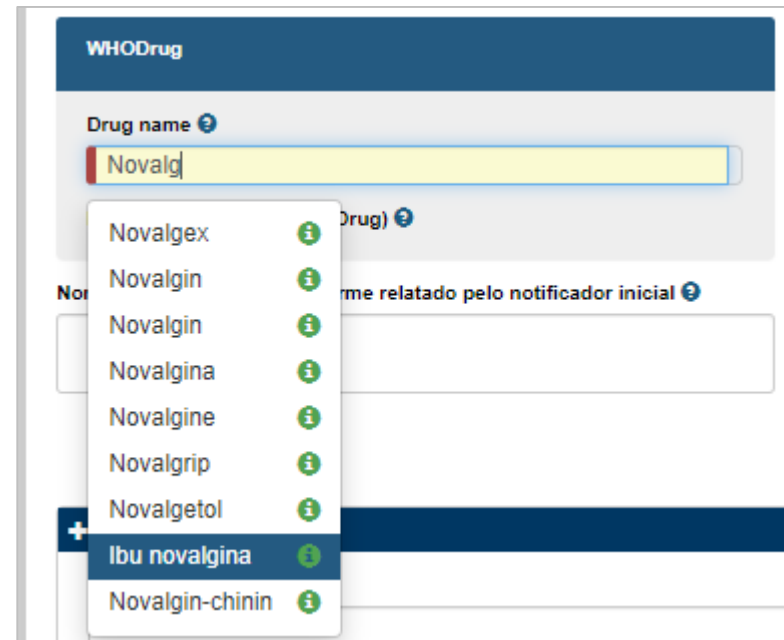 WHODrug
Drug name
Novalg
Drug)
Novalgex
Novalgin
rme relatado pelo notificador inicial
Novalgin
Novalgina
Novalgine
Novalgrip
Novalgetol
Ibu novalgina
Novalgin-chinin